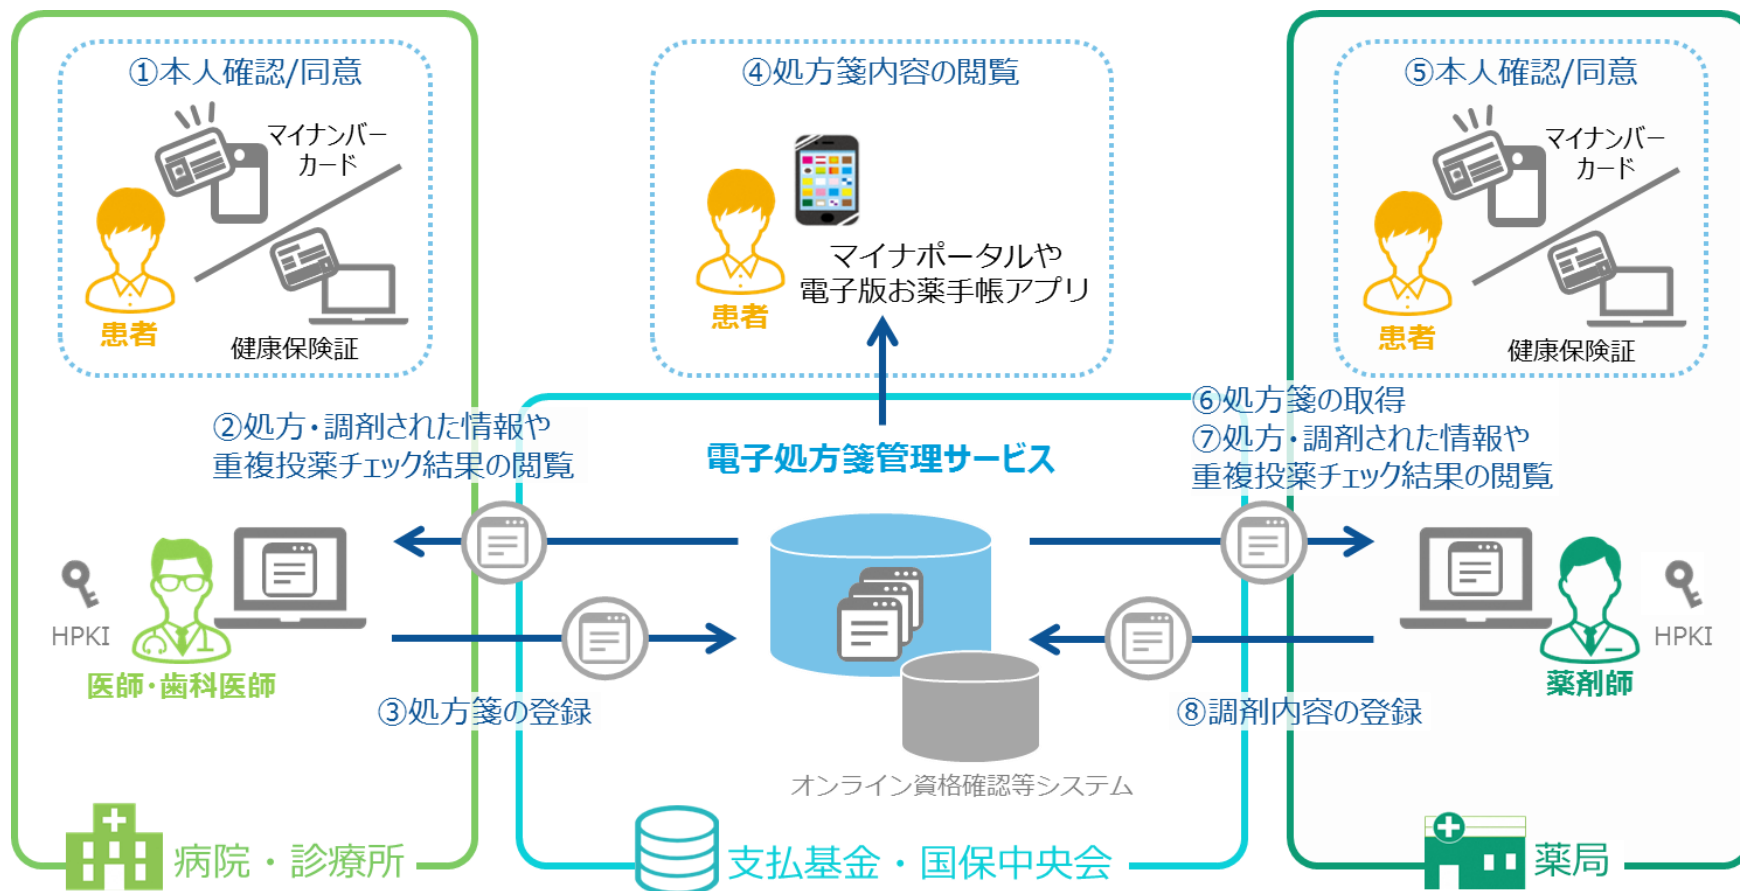 ①本人確認/同意
マイナンバー
カード
患者
健康保険証
②処方・調剤された情報や
重複投薬チェック結果の閲覧
HPKI
医師・歯科医師
③処方箋の登録
病院・診療所
④処方箋内容の閲覧
マイナポータルや
電子版お薬手帳アプリ
患者
電子処方箋管理サービス
オンライン資格確認等システム
支払基金・国保中央会
⑤本人確認/同意
マイナンバー
カード
患者
健康保険証
⑥処方箋の取得
⑦処方・調剤された情報や
重複投薬チェック結果の閲覧
HPKI
薬剤師
⑧調剤内容の登録
薬局